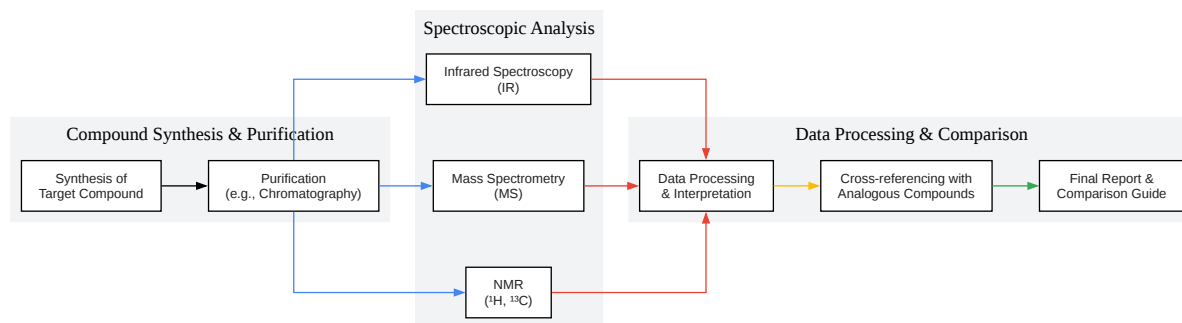 Spectroscopic Analysis
Infrared Spectroscopy
(IR)
Compound Synthesis & Purification
Data Processing & Comparison
Synthesis of
Target Compound
Purification
(e.g., Chromatography)
Mass Spectrometry
(MS)
Data Processing
& Interpretation
Cross-referencing with
Analogous Compounds
Final Report &
Comparison Guide
NMR
(¹H, ¹³C)